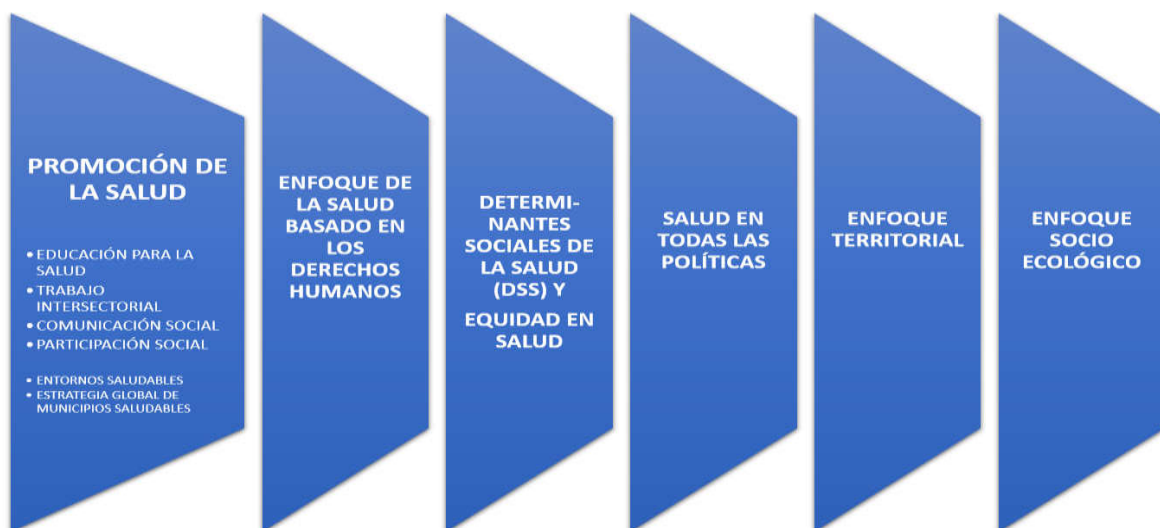 PROMOCIÓN DE
LA SALUD
• EDUCACIÓN PARA LA
SALUD
• TRABAJO
INTERSECTORIAL
• COMUNICACIÓN SOCIAL
• PARTICIPACIÓN SOCIAL
• ENTORNOS SALUDABLES
• ESTRATEGIA GLOBAL DE
MUNICIPIOS SALUDABLES
ENFOQUE DE
LA SALUD
BASADO EN
LOS
DERECHOS
HUMANOS
DETERMI-
NANTES
SOCIALES DE
LA SALUD
(DSS) Y
EQUIDAD EN
SALUD
SALUD EN
TODAS LAS
POLÍTICAS
ENFOQUE
TERRITORIAL
ENFOQUE
SOCIO
ECOLÓGICO